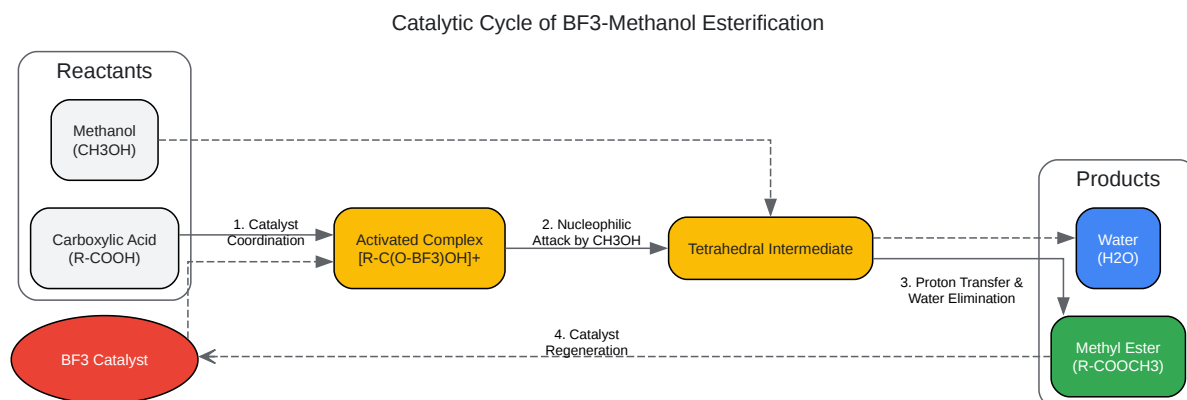 Catalytic Cycle of BF3-Methanol Esterification
Reactants
Methanol
(CH3OH)
Carboxylic Acid
(R-COOH)
BF3 Catalyst
1. Catalyst
Coordination
Activated Complex
[R-C(O-BF3)OH]+
2. Nucleophilic
Attack by CH3OH
Tetrahedral Intermediate
3. Proton Transfer &
Water Elimination
4. Catalyst
Regeneration
Products
Water
(H2O)
Methyl Ester
(R-COOCH3)